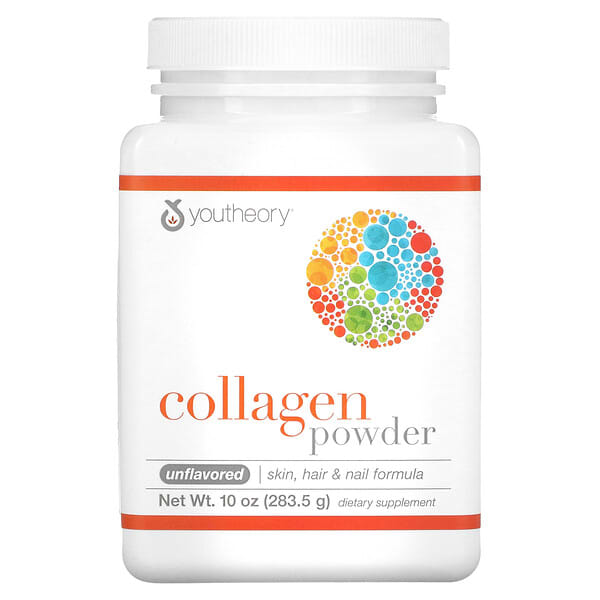 youtheory®
collagen
powder
unflavored | skin, hair & nail formula
Net Wt. 10 oz (283.5 g) dietary supplement